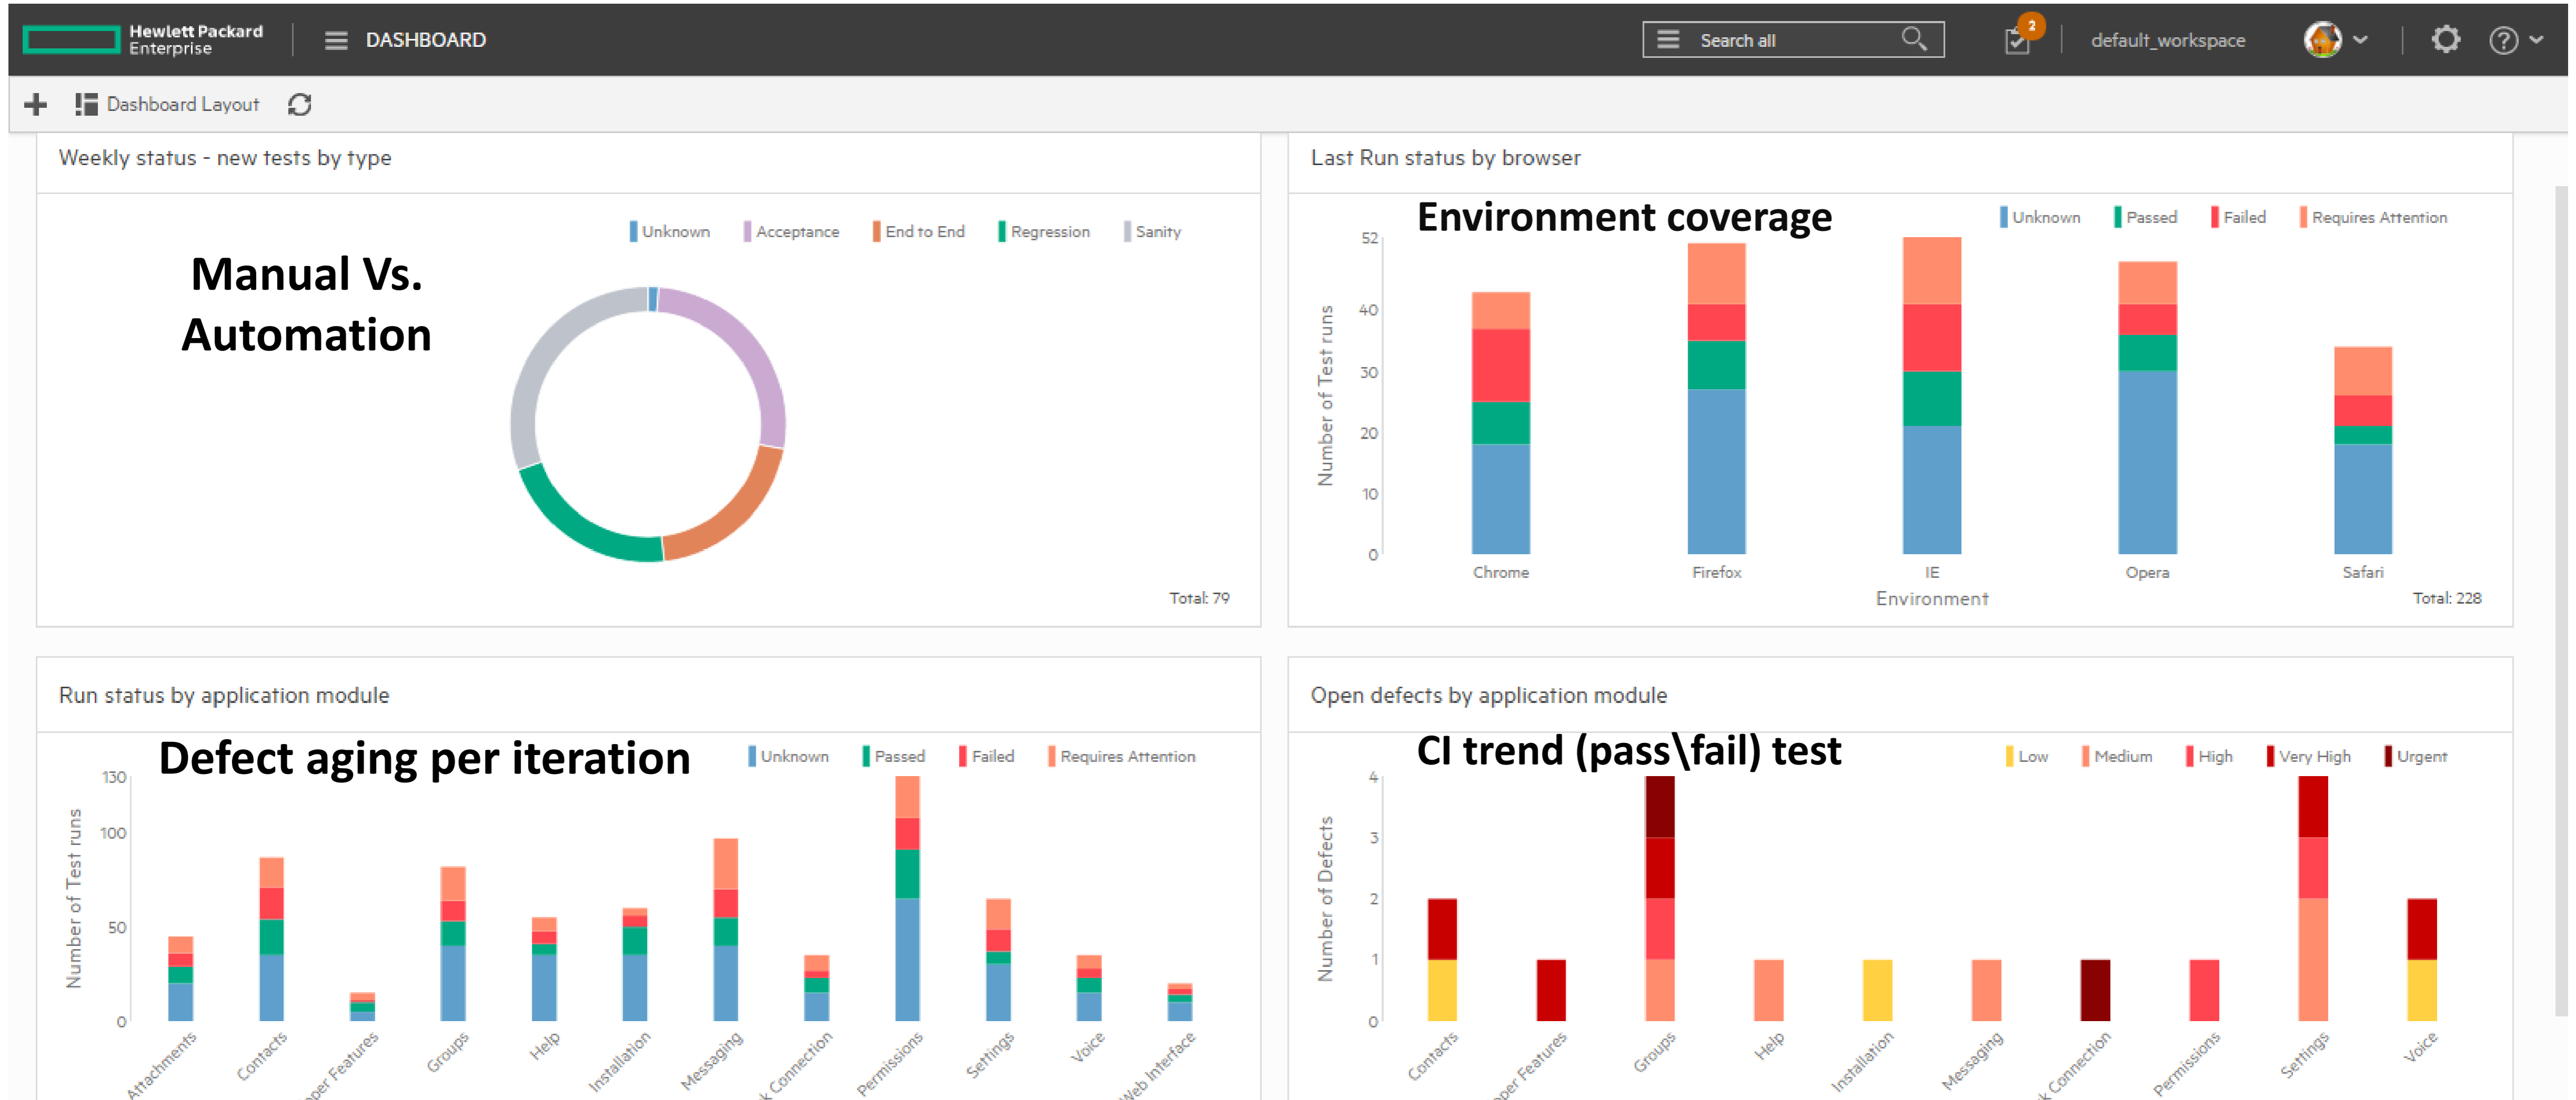 Hewlett Packard
Enterprise
DASHBOARD
Search all
2
default_workspace
?
Dashboard Layout
Weekly status - new tests by type
Unknown Acceptance End to End Regression Sanity
Manual Vs.
Automation
Total: 79
Last Run status by browser
Environment coverage
Unknown Passed Failed Requires Attention
Number of Test runs
52
40
30
20
10
0
Chrome Firefox IE Opera Safari
Environment
Total: 228
Run status by application module
Defect aging per iteration
Unknown Passed Failed Requires Attention
Number of Test runs
130
100
50
0
Attachments
Contacts
per Features
Groups
Help
Installation
Messaging
k Connection
Permissions
Settings
Voice
Web Interface
Open defects by application module
CI trend (pass\fail) test
Low Medium High Very High Urgent
Number of Defects
4
3
2
1
0
Contacts
per Features
Groups
Help
Installation
Messaging
k Connection
Permissions
Settings
Voice